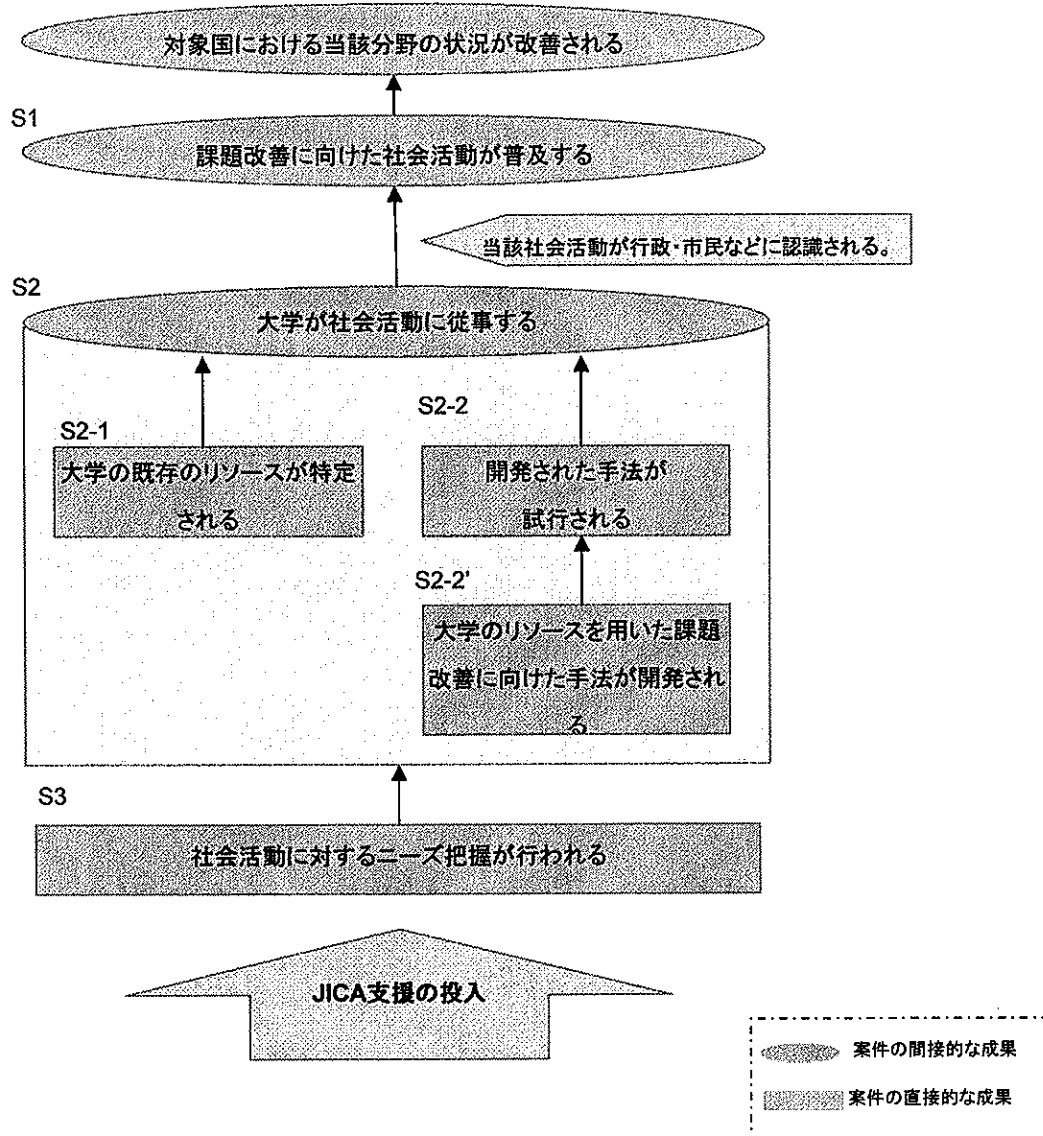 対象国における当該分野の状況が改善される
S1
課題改善に向けた社会活動が普及する
当該社会活動が行政・市民などに認識される。
S2
大学が社会活動に従事する
S2-1
大学の既存のリソースが特定
される
S2-2
開発された手法が
試行される
S2-2'
大学のリソースを用いた課題
改善に向けた手法が開発され
る
S3
社会活動に対するニーズ把握が行われる
JICA支援の投入
案件の間接的な成果
案件の直接的な成果